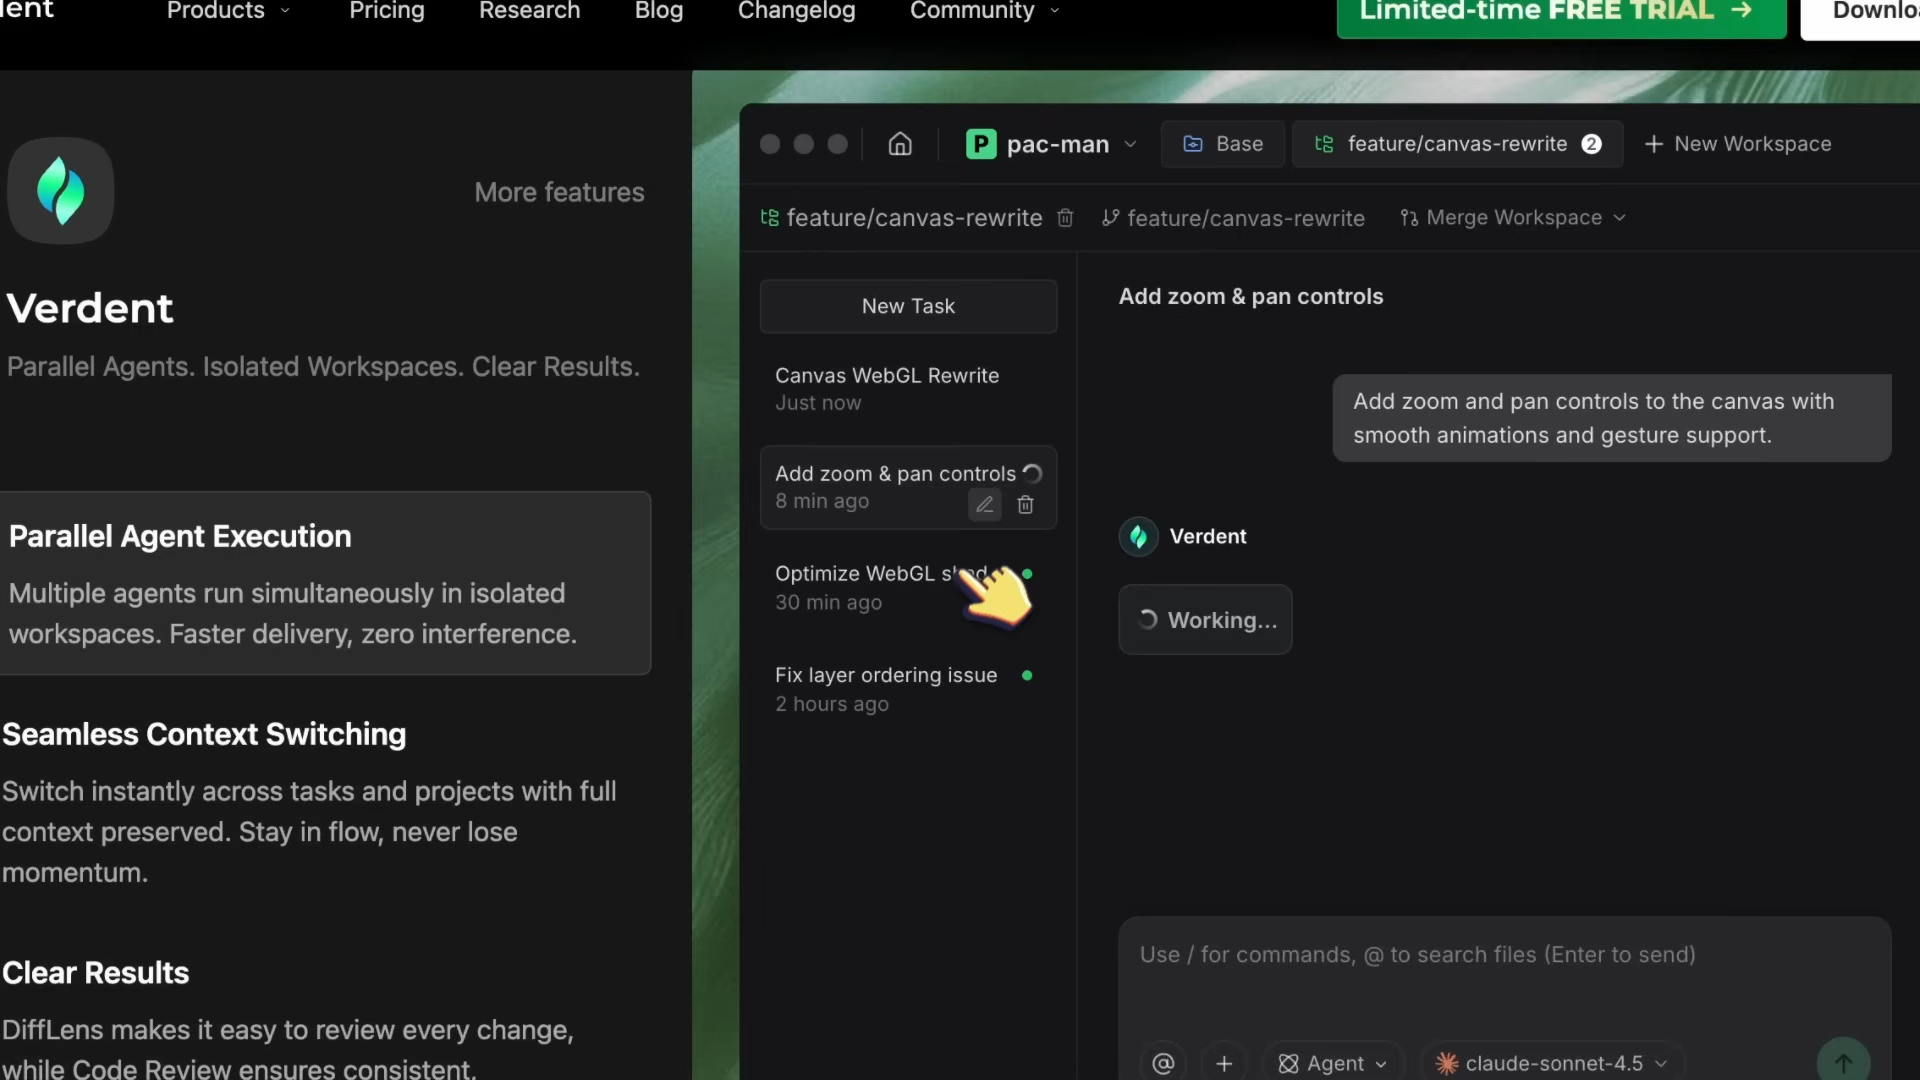 Products
Pricing
Research
Blog
Changelog
Community
Limited-time FREE TRIAL →
More features
Verdent
Parallel Agents. Isolated Workspaces. Clear Results.
Parallel Agent Execution
Multiple agents run simultaneously in isolated
workspaces. Faster delivery, zero interference.
Seamless Context Switching
Switch instantly across tasks and projects with full
context preserved. Stay in flow, never lose
momentum.
Clear Results
DiffLens makes it easy to review every change,
while Code Review ensures consistent,
P pac-man
Base
feature/canvas-rewrite 2
+ New Workspace
feature/canvas-rewrite
feature/canvas-rewrite
Merge Workspace
New Task
Canvas WebGL Rewrite
Just now
Add zoom & pan controls
8 min ago
Optimize WebGL
30 min ago
Fix layer ordering issue
2 hours ago
Add zoom & pan controls
Add zoom and pan controls to the canvas with
smooth animations and gesture support.
Verdent
Working...
Use / for commands, @ to search files (Enter to send)
@ + Agent claude-sonnet-4.5